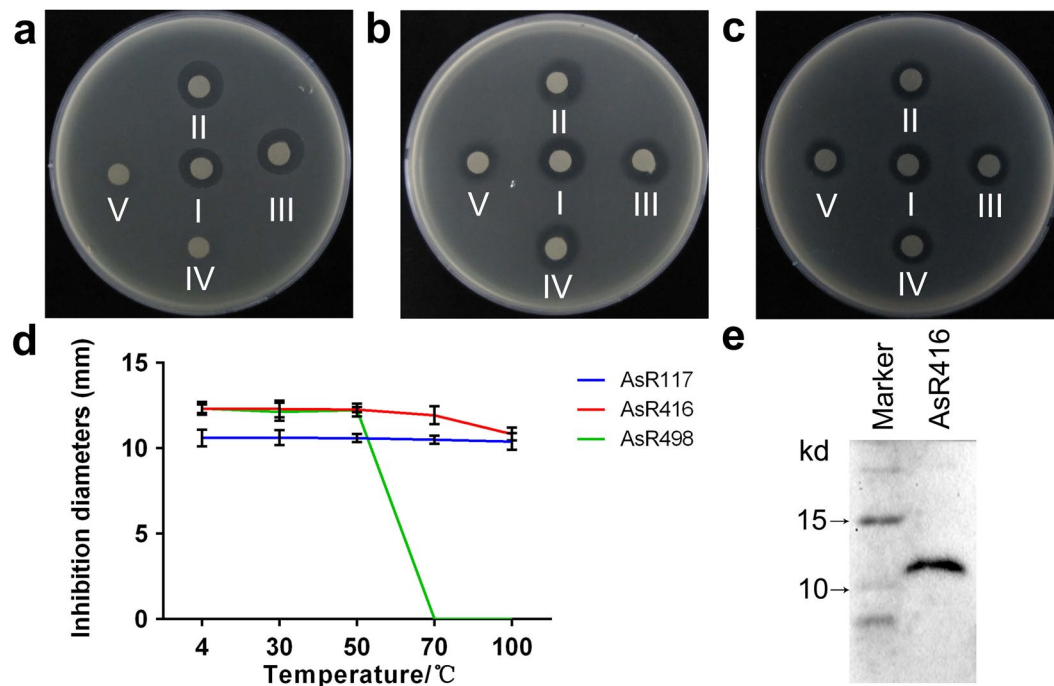 a
b
c
II
V
I
III
IV
II
V
I
III
IV
II
V
I
III
IV
d
Inhibition diameters (mm)
15
10
5
0
4
30
50
70
100
Temperature/℃
AsR117
AsR416
AsR498
e
Marker
AsR416
kd
15→
10→